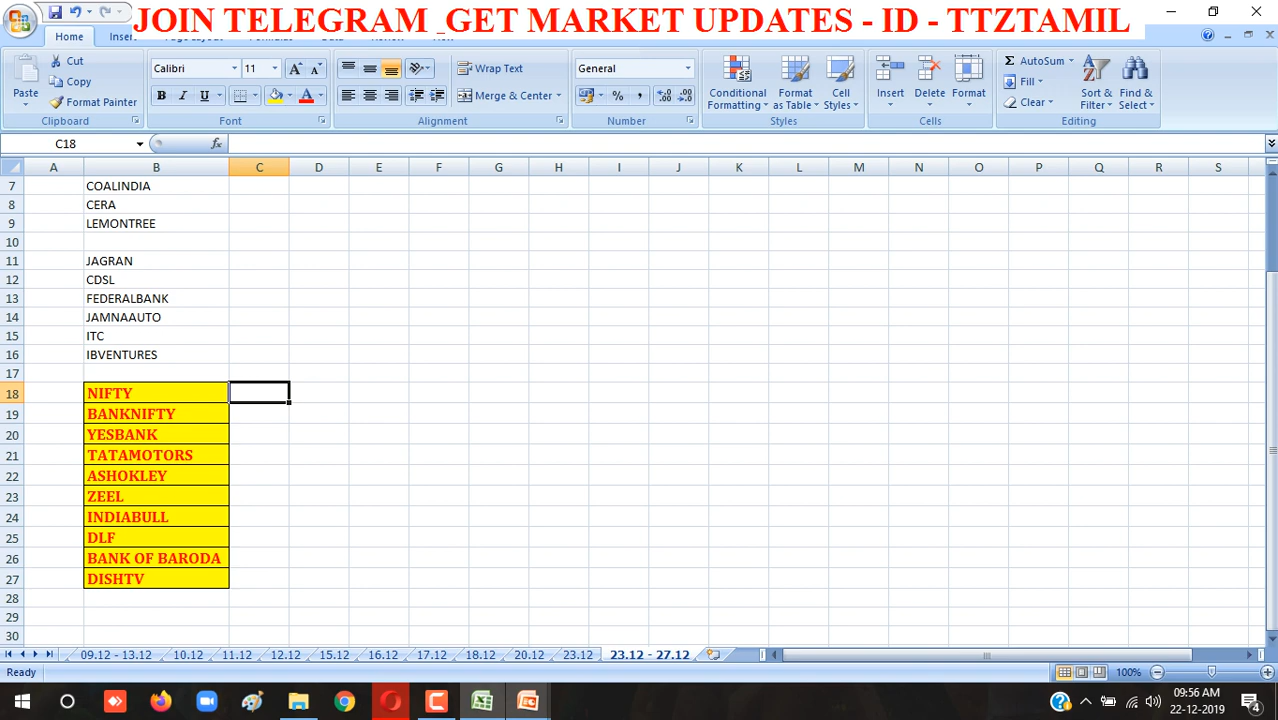 JOIN TELEGRAM _GET MARKET UPDATES - ID - TTZTAMIL
Home Insert
Paste
Cut
Copy
Format Painter
Clipboard
Calibri 11
B I U
Font
Wrap Text
Merge & Center
Alignment
General
Number
Conditional Formatting
Format as Table
Cell Styles
Styles
Insert
Delete
Format
Cells
AutoSum
Fill
Clear
Sort & Filter
Find & Select
Editing
C18
A B C D E F G H I J K L M N O P Q R S
7 COALINDIA
8 CERA
9 LEMONTREE
10
11 JAGRAN
12 CDSL
13 FEDERALBANK
14 JAMNAAUTO
15 ITC
16 IBVENTURES
17
18 NIFTY
19 BANKNIFTY
20 YESBANK
21 TATAMOTORS
22 ASHOKLEY
23 ZEEL
24 INDIABULL
25 DLF
26 BANK OF BARODA
27 DISHTV
28
29
30
09.12 - 13.12 10.12 11.12 12.12 15.12 16.12 17.12 18.12 20.12 23.12 23.12 - 27.12
Ready 100%
09:56 AM
22-12-2019
4